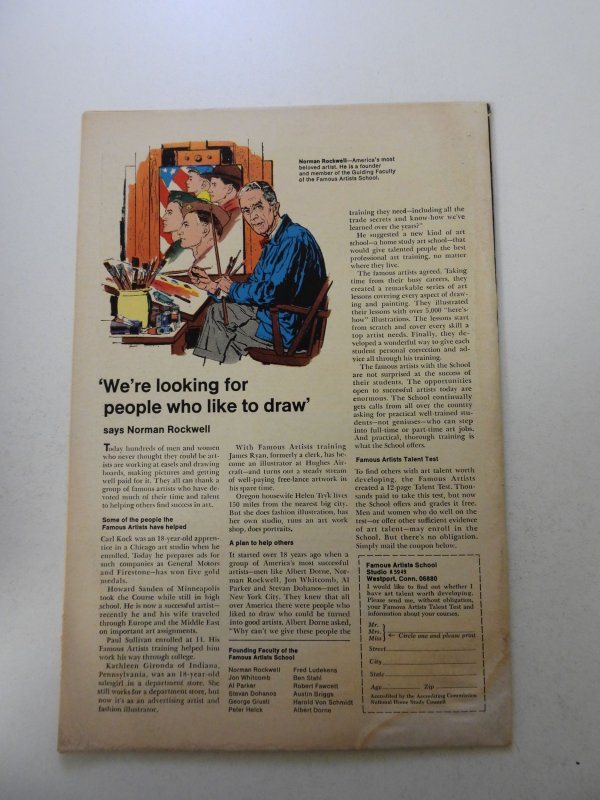 Norman Rockwell—America's most
beloved artist. He is a founder
and member of the Guiding Faculty
of the Famous Artists School.
'We're looking for
people who like to draw'
says Norman Rockwell
Today hundreds of men and women
who never thought they could be art-
ists are working at easels and drawing
boards, making pictures and getting
well paid for it. They all can thank a
group of famous artists who have de-
voted much of their time and talent
to helping others find success in art.
Some of the people the
Famous Artists have helped
Carl Kock was an 18-year-old appren-
tice in a Chicago art studio when he
enrolled. Today he prepares ads for
such companies as General Motors
and Firestone—has won five gold
medals.
Howard Sanden of Minneapolis
took the Course while still in high
school. He is now a successful artist—
recently he and his wife traveled
through Europe and the Middle East
on important art assignments.
Paul Sullivan enrolled at 14. His
Famous Artists training helped him
work his way through college.
Kathleen Gironda of Indiana,
Pennsylvania, was an 18-year-old
salesgirl in a department store. She
still works for a department store, but
now it's as an advertising artist and
fashion illustrator.
With Famous Artists training
James Ryan, formerly a clerk, has be-
come an illustrator at Hughes Air-
craft—and turns out a steady stream
of well-paying free-lance artwork in
his spare time.
Oregon housewife Helen Tryk lives
150 miles from the nearest big city.
But she does fashion illustration, has
her own studio, runs an art work
shop, does portraits.
A plan to help others
It started over 18 years ago when a
group of America's most successful
artists—men like Albert Dorne, Nor-
man Rockwell, Jon Whitcomb, Al
Parker and Stevan Dohanos—met in
New York City. They knew that all
over America there were people who
liked to draw who could be turned
into good artists. Albert Dorne asked,
"Why can't we give these people the
Founding Faculty of the
Famous Artists School
Norman Rockwell
Jon Whitcomb
Al Parker
Stevan Dohanos
George Giusti
Peter Helck
Fred Ludekens
Ben Stahl
Robert Fawcett
Austin Briggs
Harold Von Schmidt
Albert Dorne
training they need—including all the
trade secrets and know-how we've
learned over the years?"
He suggested a new kind of art
school—a home study art school—that
would give talented people the best
professional art training, no matter
where they live.
The famous artists agreed. Taking
time from their busy careers, they
created a remarkable series of art
lessons covering every aspect of draw-
ing and painting. They illustrated
their lessons with over 5,000 "here's-
how" illustrations. The lessons start
from scratch and cover every skill a
top artist needs. Finally, they de-
veloped a wonderful way to give each
student personal correction and ad-
vice all through his training.
The famous artists with the School
are not surprised at the success of
their students. The opportunities
open to successful artists today are
enormous. The School continually
gets calls from all over the country
asking for practical well-trained stu-
dents—not geniuses—who can step
into full-time or part-time art jobs.
And practical, thorough training is
what the School offers.
Famous Artists Talent Test
To find others with art talent worth
developing, the Famous Artists
created a 12-page Talent Test. Thou-
sands paid to take this test, but now
the School offers and grades it free.
Men and women who do well on the
test—or offer other sufficient evidence
of art talent—may enroll in the
School. But there's no obligation.
Simply mail the coupon below.
Famous Artists School
Studio # 5949
Westport, Conn. 06880
I would like to find out whether I
have art talent worth developing.
Please send me, without obligation,
your Famous Artists Talent Test and
information about your courses.
Mr.
Mrs.
Miss
← Circle one and please print
Street
City
State
Age Zip
Accredited by the Accrediting Commission
National Home Study Council